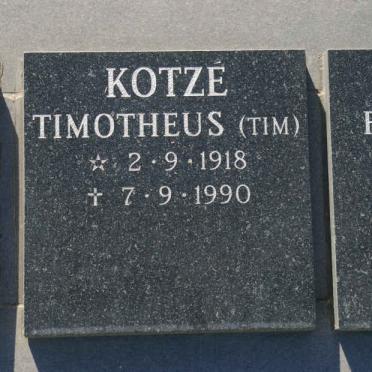 KOTZÉ
TIMOTHEUS (TIM)
☆ 2·9·1918
✝ 7·9·1990